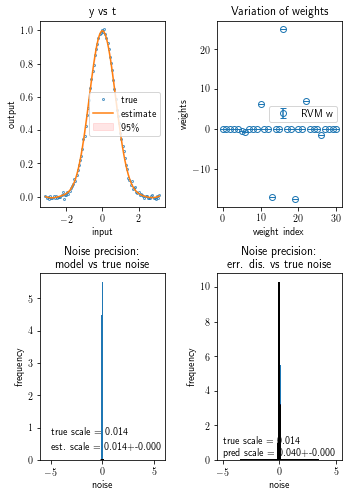 y vs t
1.0
0.8
0.6
0.4
0.2
0.0
output
true
estimate
95%
−2
0
2
input
Variation of weights
20
10
0
−10
weights
RVM w
0
10
20
30
weight index
Noise precision:
model vs true noise
5
4
3
2
1
0
frequency
true scale = 0.014
est. scale = 0.014+-0.000
−5
0
5
noise
Noise precision:
err. dis. vs true noise
10
8
6
4
2
0
frequency
true scale = 0.014
pred scale = 0.040+-0.000
−5
0
5
noise